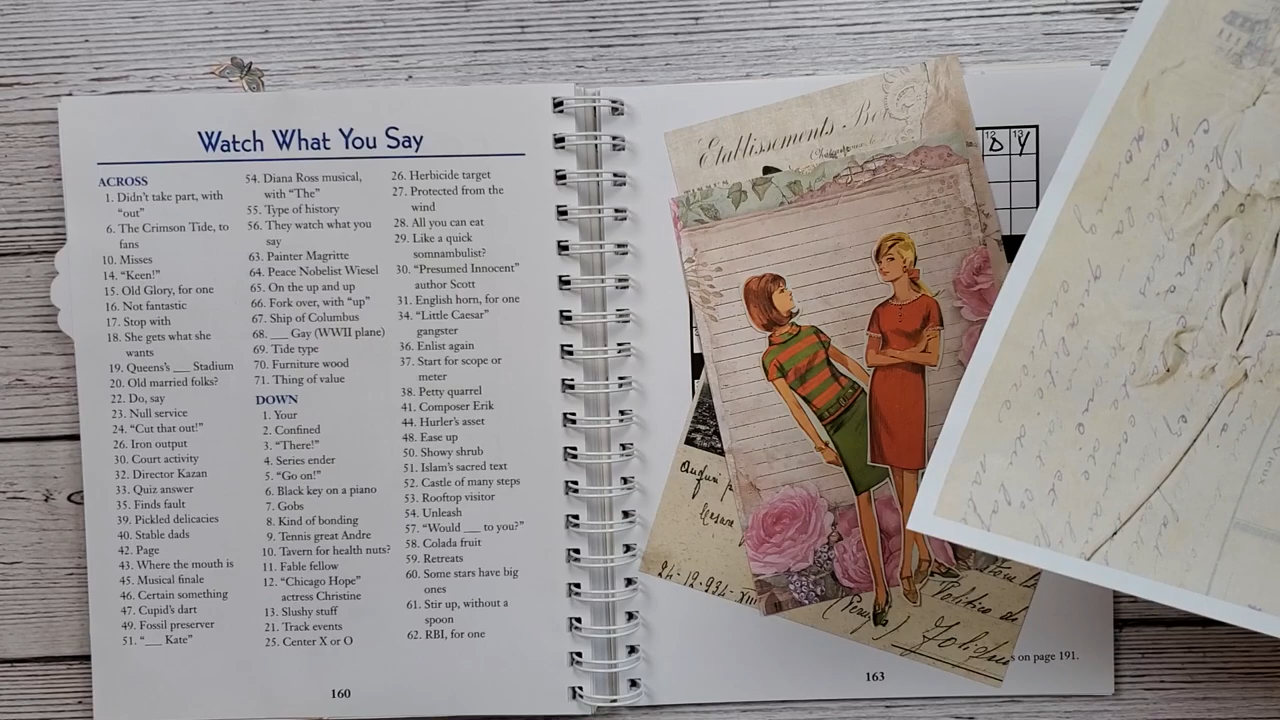 Watch What You Say
ACROSS
1. Didn't take part, with
"out"
6. The Crimson Tide, to
fans
10. Misses
14. "Keen!"
15. Old Glory, for one
16. Not fantastic
17. Stop with
18. She gets what she
wants
19. Queen's ___ Stadium
20. Old married folks?
22. Do, say
23. Null service
24. "Cut that out!"
26. Iron output
30. Court activity
32. Director Kazan
33. Quiz answer
35. Finds fault
39. Pickled delicacies
40. Stable dads
42. Page
43. Where the mouth is
45. Musical finale
46. Certain something
47. Cupid's dart
49. Fossil preserver
51. "___ Kate"
54. Diana Ross musical,
with "The"
55. Type of history
56. They watch what you
say
63. Painter Magritte
64. Peace Nobelist Wiesel
65. On the up and up
66. Fork over, with "up"
67. Ship of Columbus
68. ___ Gay (WWII plane)
69. Tide type
70. Furniture wood
71. Thing of value
DOWN
1. Your
2. Confined
3. "There!"
4. Series ender
5. "Go on!"
6. Black key on a piano
7. Gobs
8. Kind of bonding
9. Tennis great Andre
10. Tavern for health nuts?
11. Fable fellow
12. "Chicago Hope"
actress Christine
13. Slushy stuff
21. Track events
25. Center X or O
26. Herbicide target
27. Protected from the
wind
28. All you can eat
29. Like a quick
somnambulist?
30. "Presumed Innocent"
author Scott
31. English horn, for one
34. "Little Caesar"
gangster
36. Enlist again
37. Start for scope or
meter
38. Petty quarrel
41. Composer Erik
44. Hurler's asset
48. Ease up
50. Showy shrub
51. Islam's sacred text
52. Castle of many steps
53. Rooftop visitor
54. Unleash
57. "Would ___ to you?"
58. Colada fruit
59. Retreats
60. Some stars have big
ones
61. Stir up, without a
spoon
62. RBI, for one
160
Etablissements
12 13
Y
Auguri
24-12-934-XIII
s on page 191.
163